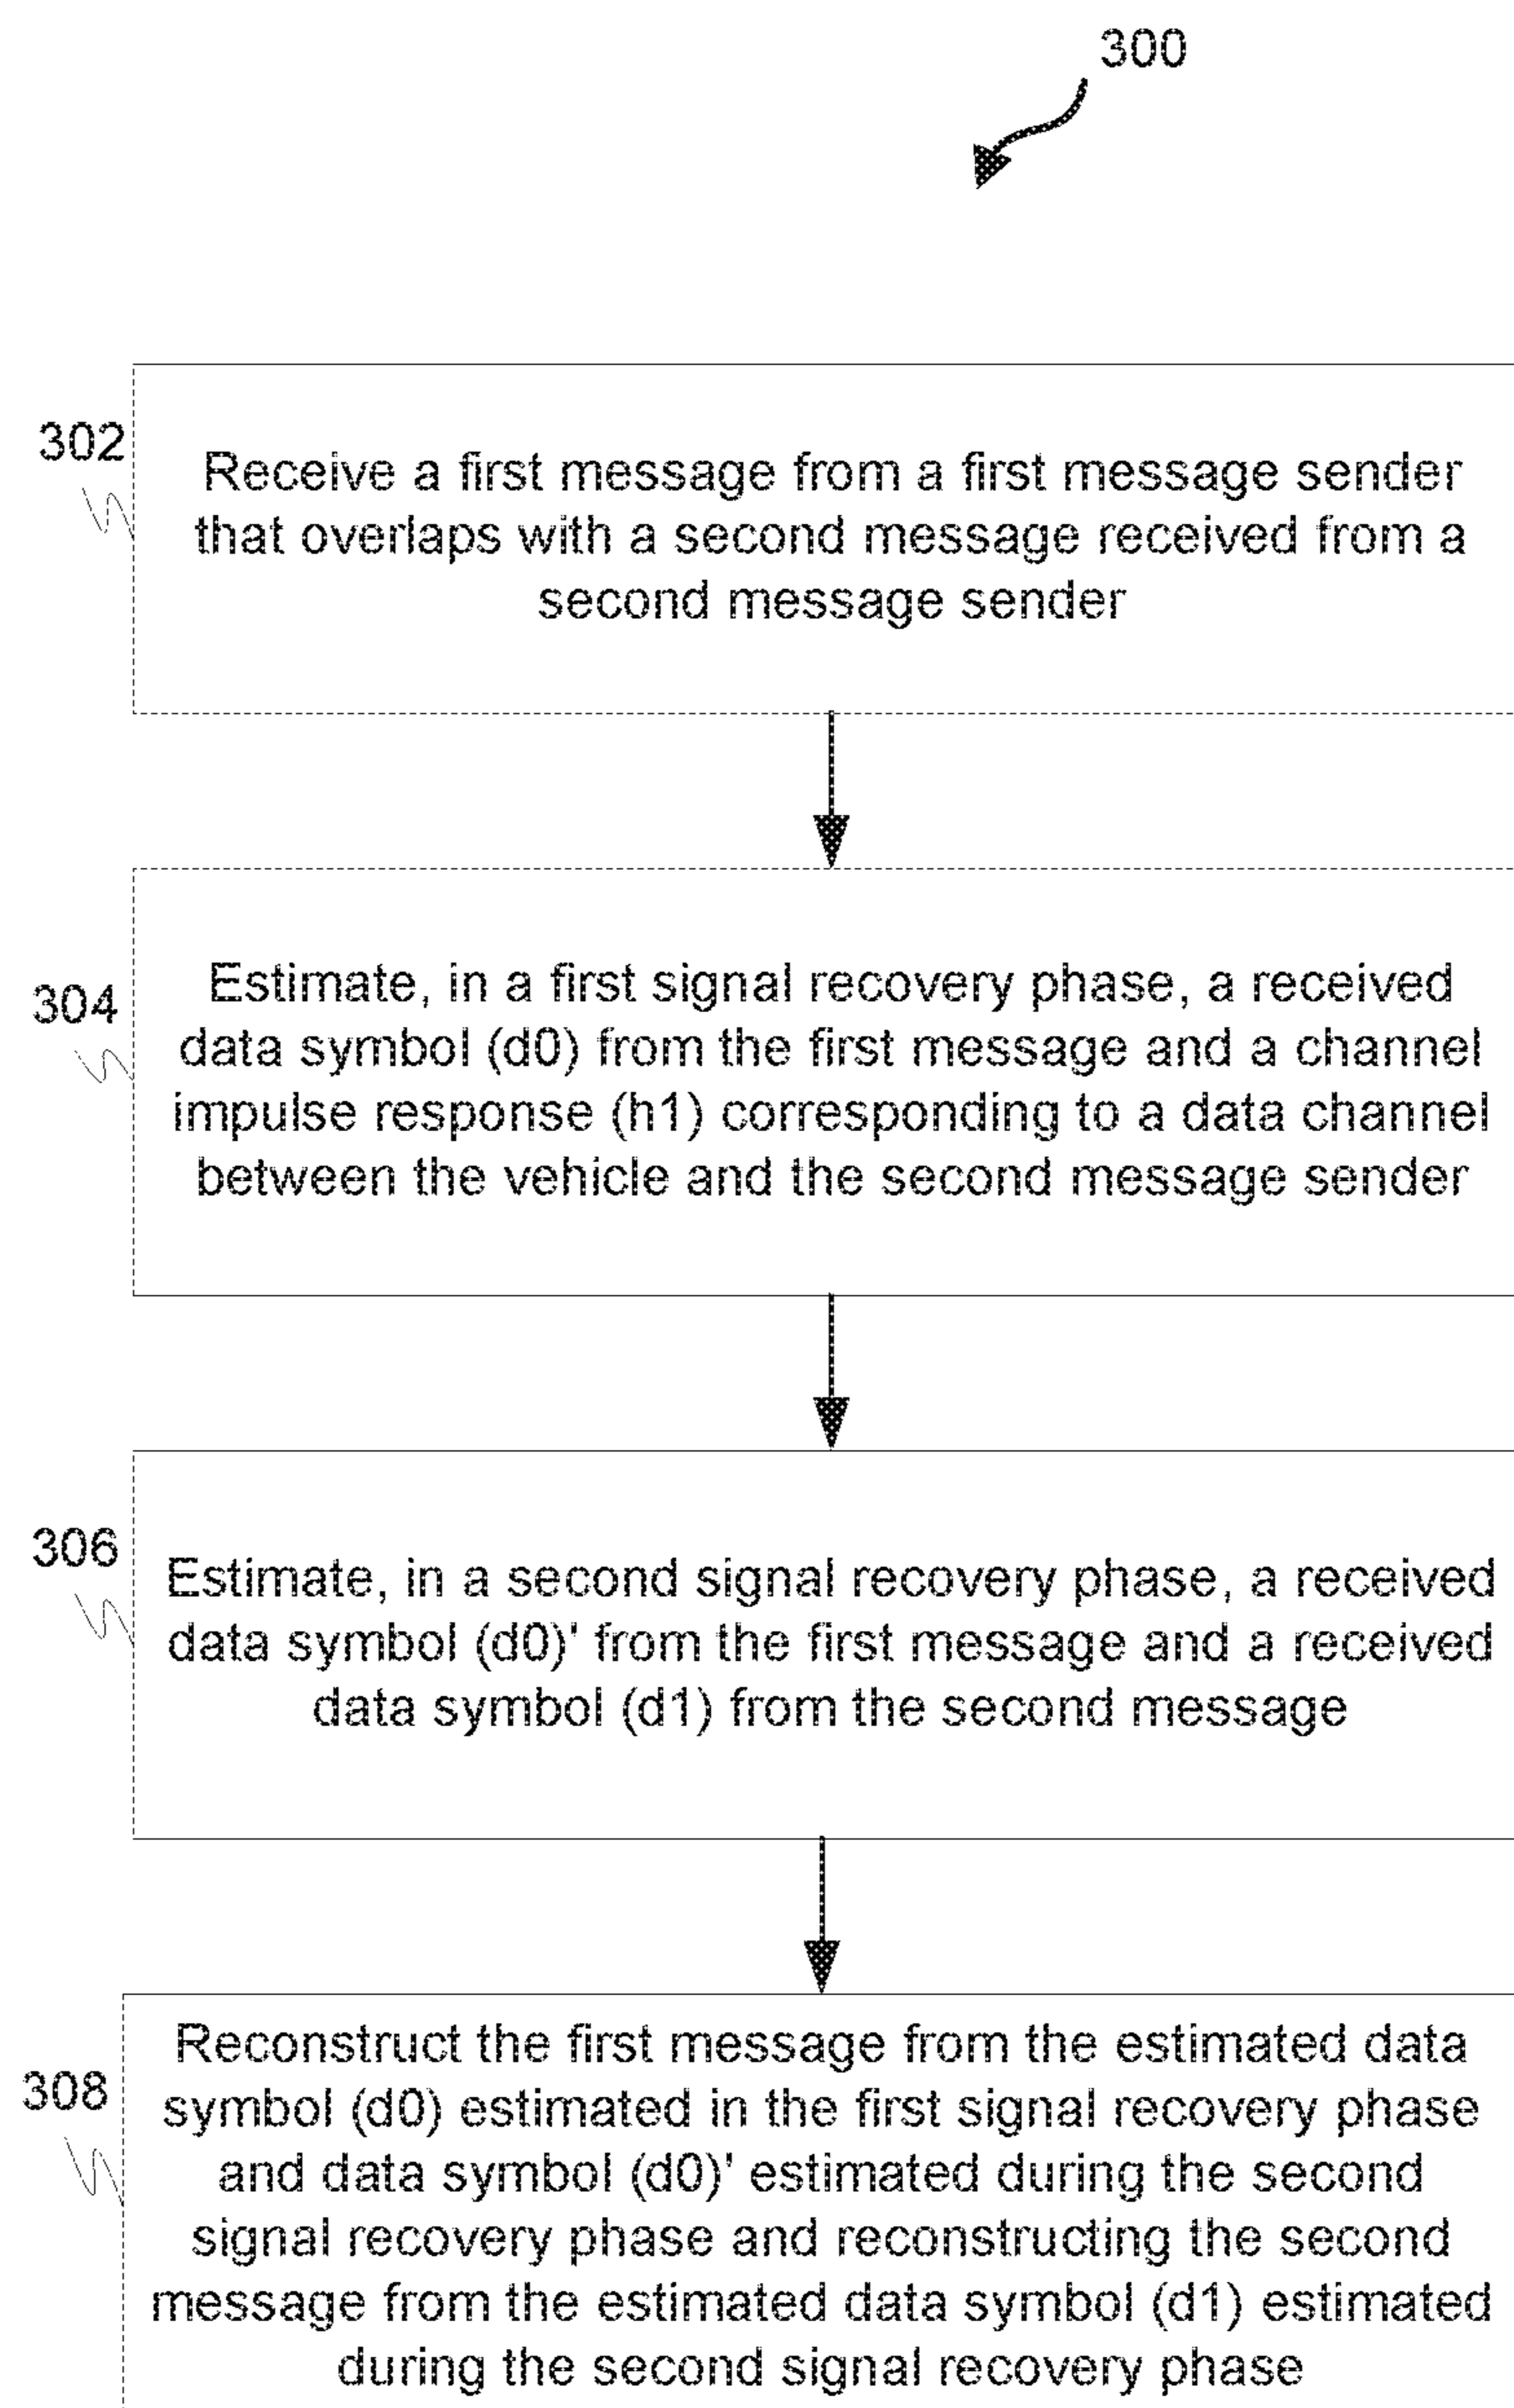 300
302
Receive a first message from a first message sender
that overlaps with a second message received from a
second message sender
304
Estimate, in a first signal recovery phase, a received
data symbol (d0) from the first message and a channel
impulse response (h1) corresponding to a data channel
between the vehicle and the second message sender
306
Estimate, in a second signal recovery phase, a received
data symbol (d0)' from the first message and a received
data symbol (d1) from the second message
308
Reconstruct the first message from the estimated data
symbol (d0) estimated in the first signal recovery phase
and data symbol (d0)' estimated during the second
signal recovery phase and reconstructing the second
message from the estimated data symbol (d1) estimated
during the second signal recovery phase